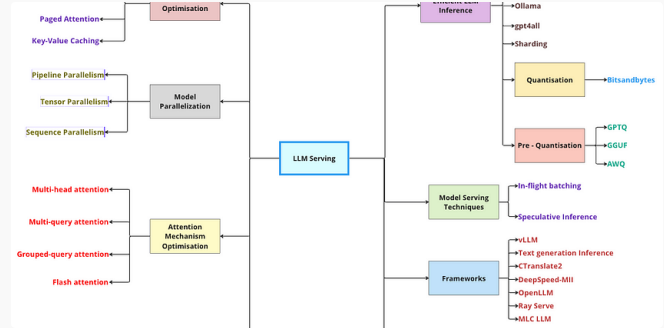 Optimisation
Paged Attention
Key-Value Caching
Pipeline Parallelism
Tensor Parallelism
Sequence Parallelism
Model
Parallelization
Multi-head attention
Multi-query attention
Grouped-query attention
Flash attention
Attention
Mechanism
Optimisation
LLM Serving
Efficient LLM
Inference
Ollama
gpt4all
Sharding
Quantisation
Bitsandbytes
Pre - Quantisation
GPTQ
GGUF
AWQ
Model Serving
Techniques
In-flight batching
Speculative Inference
Frameworks
vLLM
Text generation Inference
CTranslate2
DeepSpeed-MII
OpenLLM
Ray Serve
MLC LLM